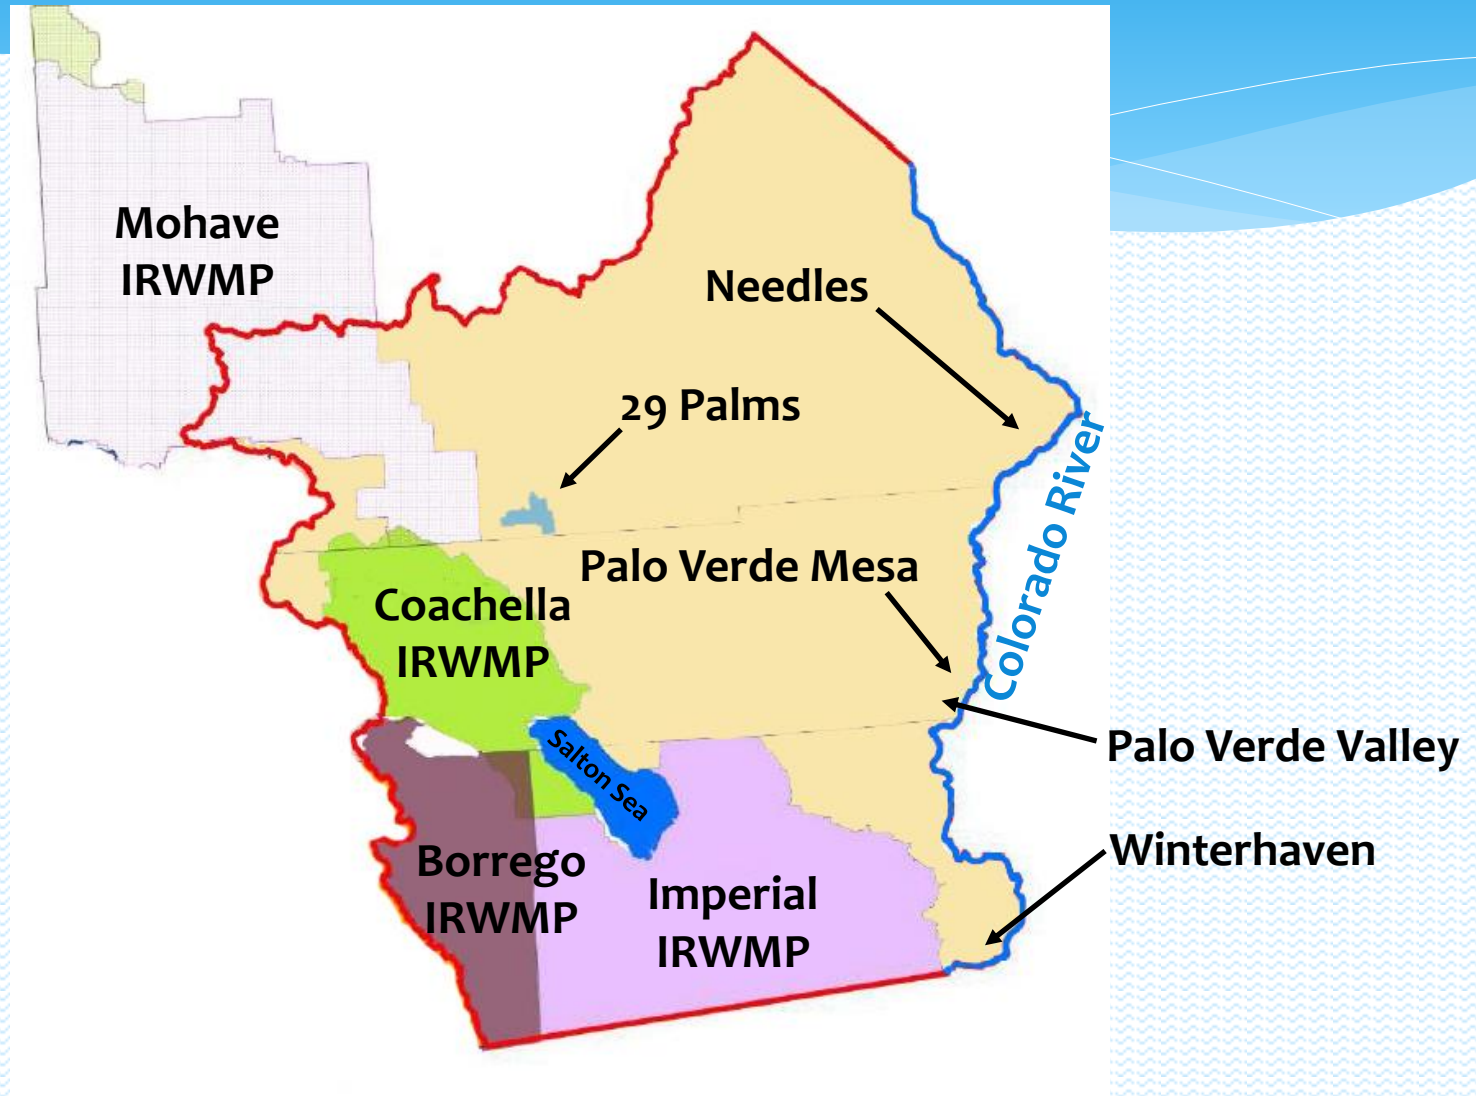 Mohave
IRWMP
Needles
29 Palms
Colorado River
Palo Verde Mesa
Coachella
IRWMP
Salton Sea
Palo Verde Valley
Winterhaven
Borrego
IRWMP
Imperial
IRWMP